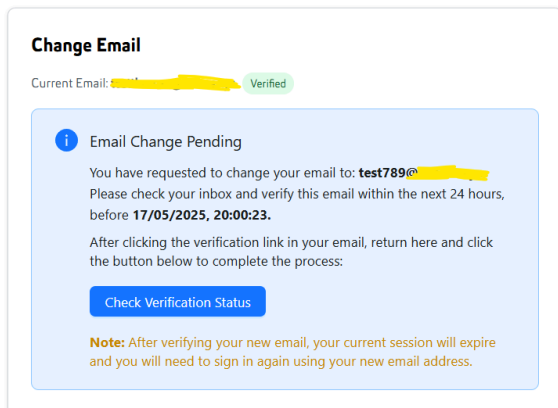 Change Email
Current Email: Verified
Email Change Pending
You have requested to change your email to: test789@
Please check your inbox and verify this email within the next 24 hours,
before 17/05/2025, 20:00:23.
After clicking the verification link in your email, return here and click
the button below to complete the process:
Check Verification Status
Note: After verifying your new email, your current session will expire
and you will need to sign in again using your new email address.